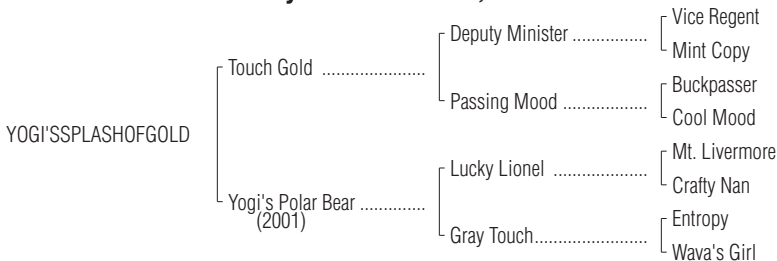 Vice Regent
Deputy Minister ................
Mint Copy
Touch Gold ......................
Buckpasser
Passing Mood ..................
Cool Mood
YOGI'SSPLASHOFGOLD
Mt. Livermore
Lucky Lionel ....................
Crafty Nan
Yogi's Polar Bear ..............
(2001)
Entropy
Gray Touch........................
Wava's Girl